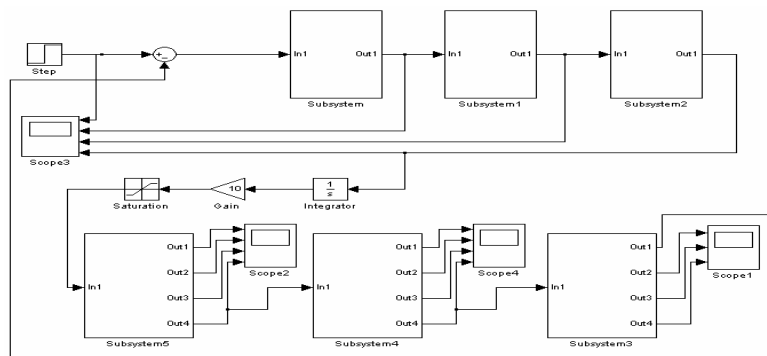 Step
+
−
In1
Out1
Subsystem
In1
Out1
Subsystem1
In1
Out1
Subsystem2
Scope3
Saturation
10
Gain
1
s
Integrator
In1
Out1
Out2
Out3
Out4
Subsystem5
Scope2
In1
Out1
Out2
Out3
Out4
Subsystem4
Scope4
In1
Out1
Out2
Out3
Out4
Subsystem3
Scope1